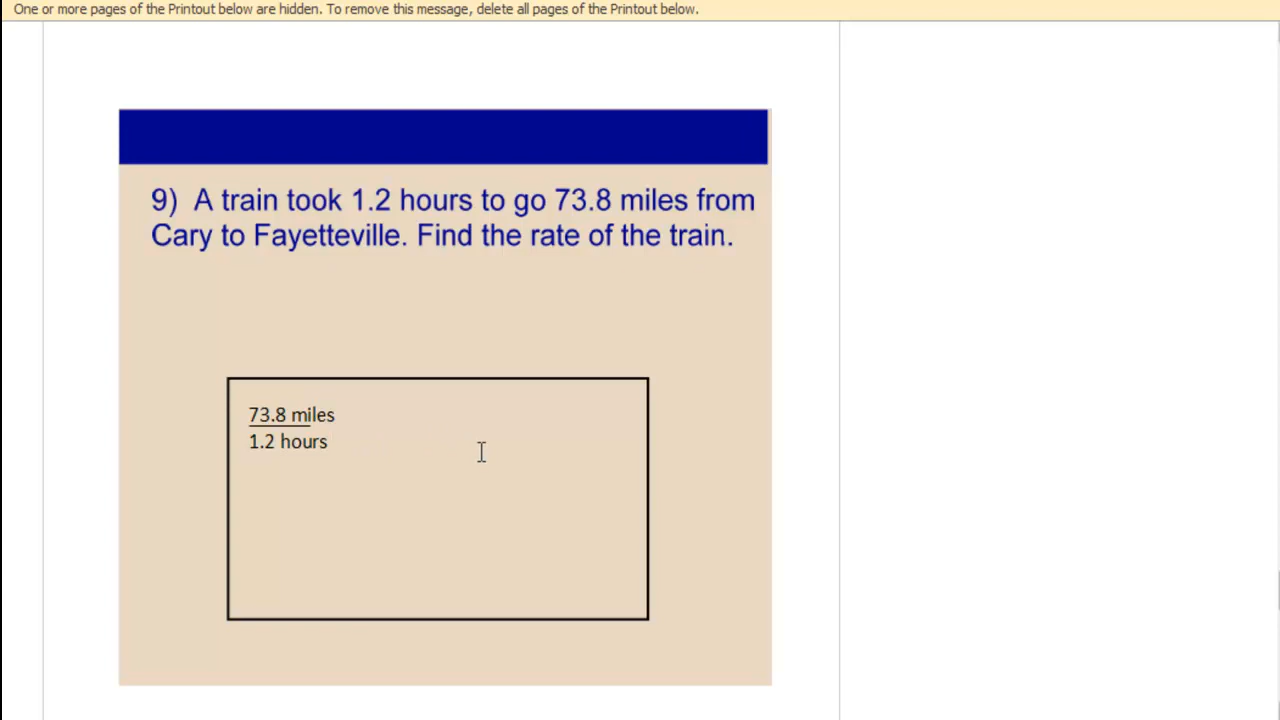 One or more pages of the Printout below are hidden. To remove this message, delete all pages of the Printout below.
9) A train took 1.2 hours to go 73.8 miles from
Cary to Fayetteville. Find the rate of the train.
73.8 miles
1.2 hours